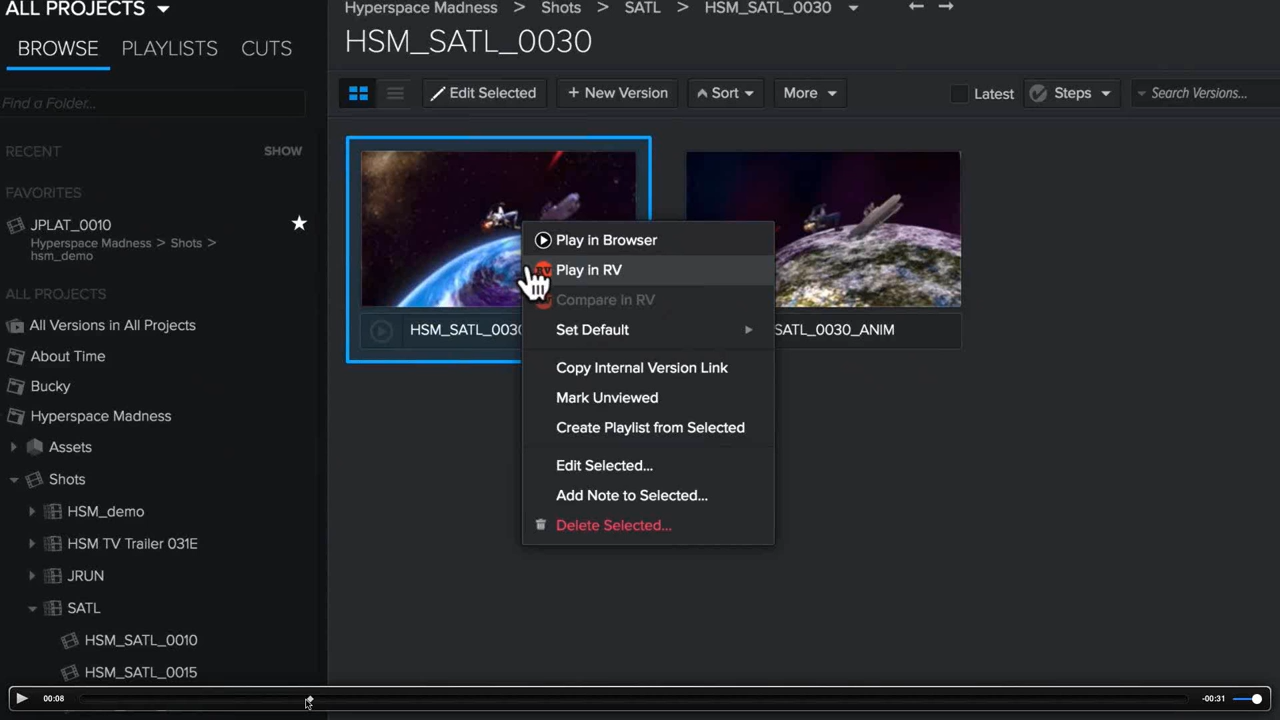 ALL PROJECTS
Hyperspace Madness > Shots > SATL > HSM_SATL_0030
BROWSE PLAYLISTS CUTS
HSM_SATL_0030
Edit Selected + New Version Sort More Latest Steps Search Versions...
Find a Folder...
RECENT SHOW
FAVORITES
JPLAT_0010
Hyperspace Madness > Shots >
hsm_demo
ALL PROJECTS
All Versions in All Projects
About Time
Bucky
Hyperspace Madness
Assets
Shots
HSM_demo
HSM TV Trailer 031E
JRUN
SATL
HSM_SATL_0010
HSM_SATL_0015
HSM_SATL_0030
SATL_0030_ANIM
Play in Browser
Play in RV
Compare in RV
Set Default
Copy Internal Version Link
Mark Unviewed
Create Playlist from Selected
Edit Selected...
Add Note to Selected...
Delete Selected...
00:08
-00:31